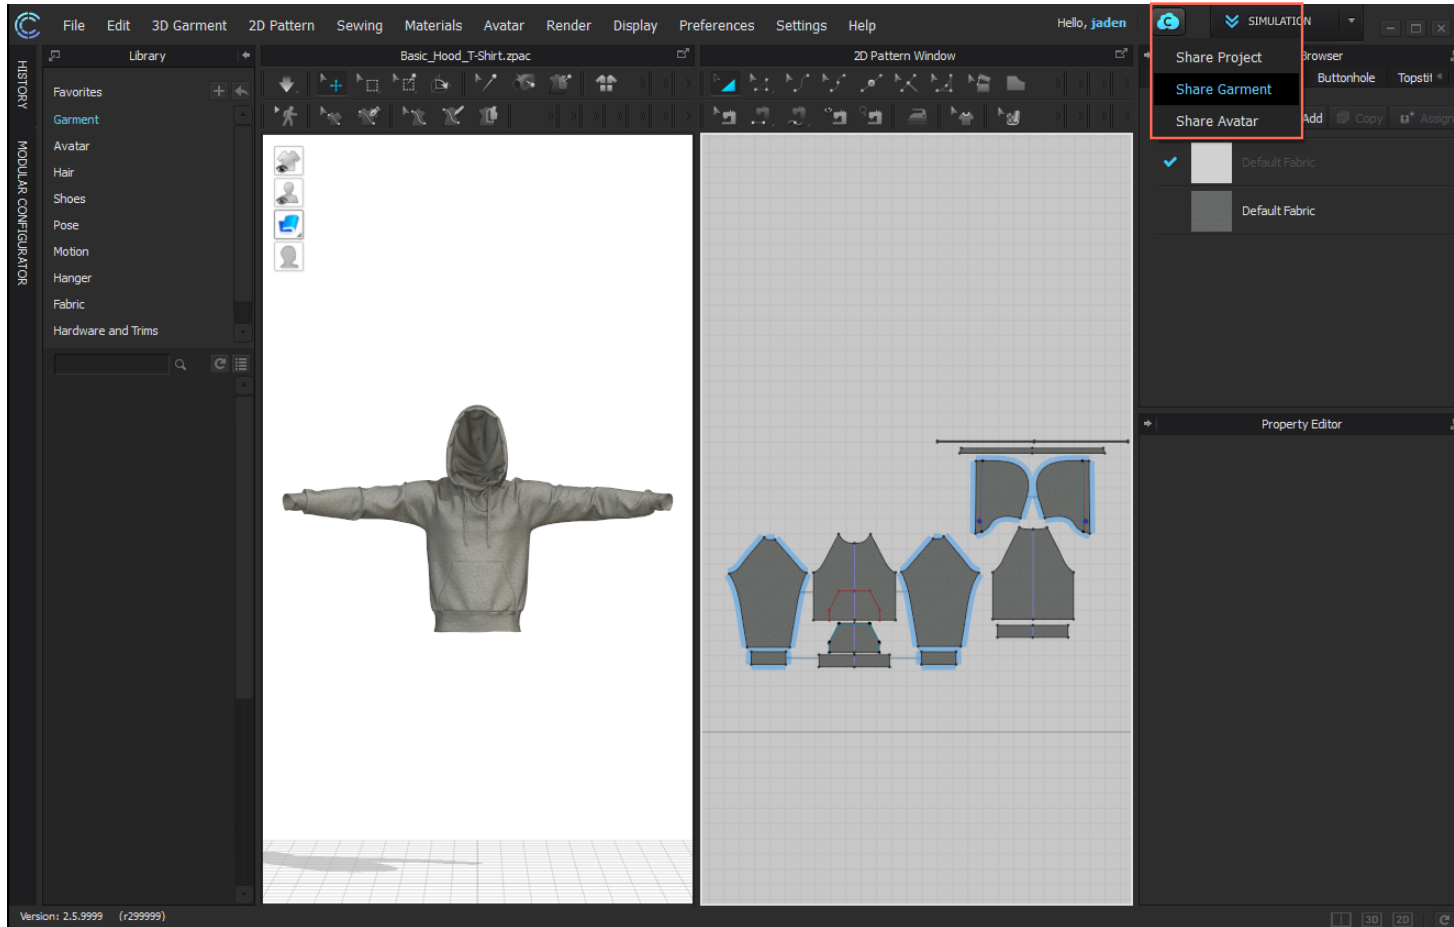 File Edit 3D Garment 2D Pattern Sewing Materials Avatar Render Display Preferences Settings Help Hello, jaden SIMULATION
Library Basic_Hood_T-Shirt.zpac 2D Pattern Window Browser
Share Project
Share Garment
Share Avatar
Buttonhole Topstit
Add Copy Assign
HISTORY
MODULAR CONFIGURATOR
Favorites
Garment
Avatar
Hair
Shoes
Pose
Motion
Hanger
Fabric
Hardware and Trims
Default Fabric
Default Fabric
Property Editor
Version: 2.5.9999 (r299999)
3D 2D